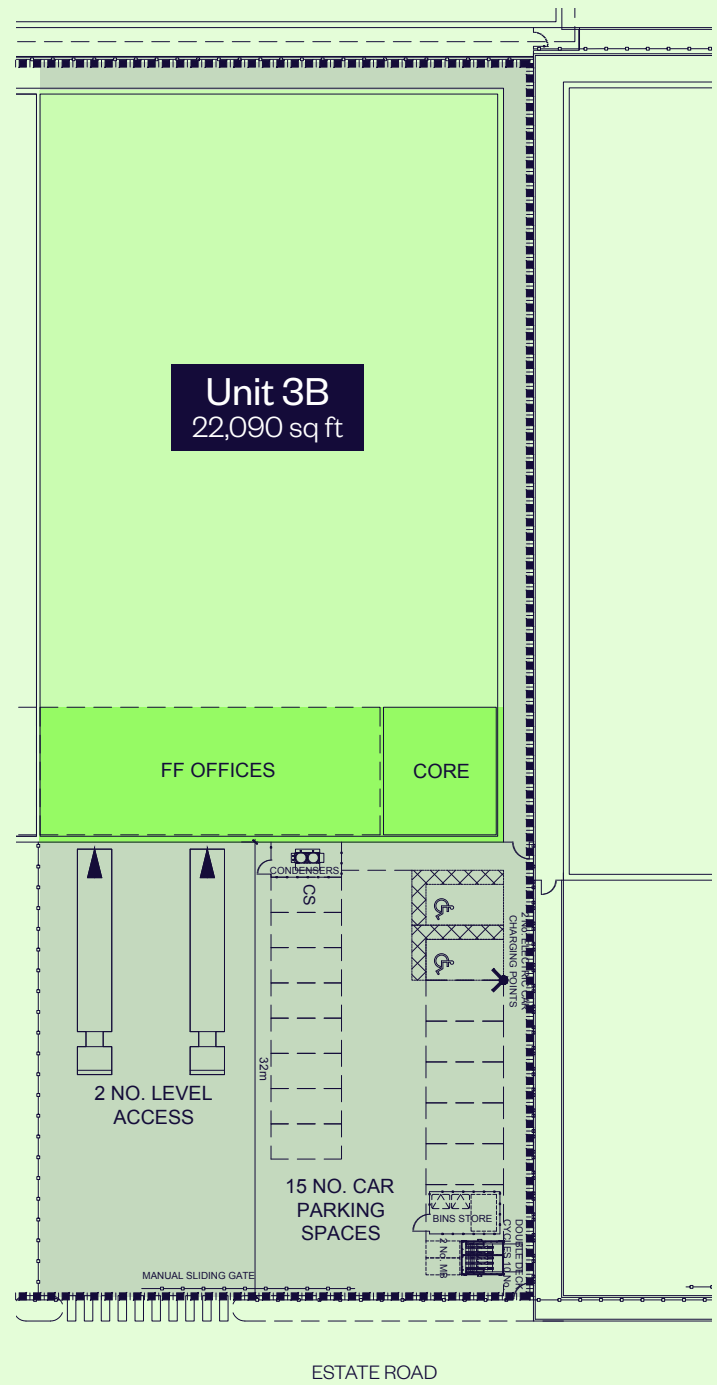 Unit 3B
22,090 sq ft
FF OFFICES
CORE
CONDENSERS
CS
2 No. ELECTRIC CAR
CHARGING POINTS
32m
2 NO. LEVEL
ACCESS
15 NO. CAR
PARKING
SPACES
BINS STORE
2 No. MB
DOUBLE DECK
CYCLES 10 No.
MANUAL SLIDING GATE
ESTATE ROAD